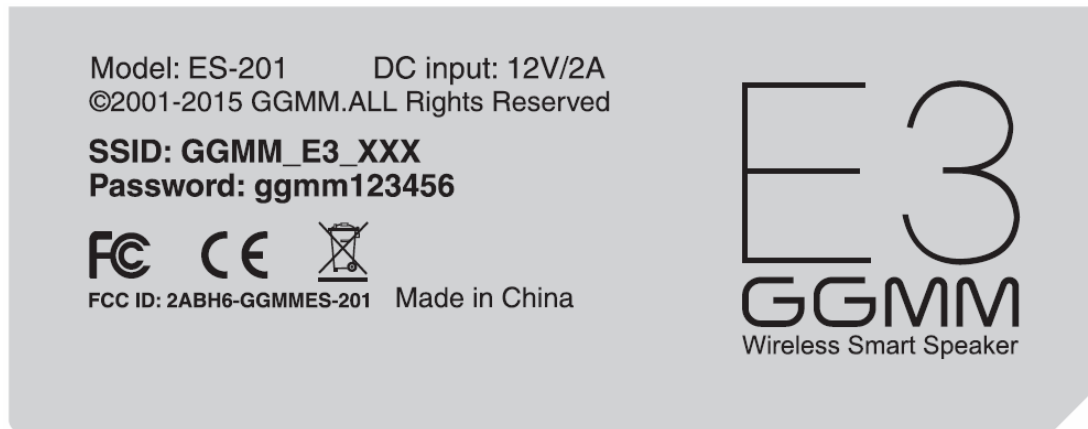 Model: ES-201 DC input: 12V/2A
©2001-2015 GGMM.ALL Rights Reserved
SSID: GGMM_E3_XXX
Password: ggmm123456
FC CE
FCC ID: 2ABH6-GGMMES-201 Made in China
E3
GGMM
Wireless Smart Speaker